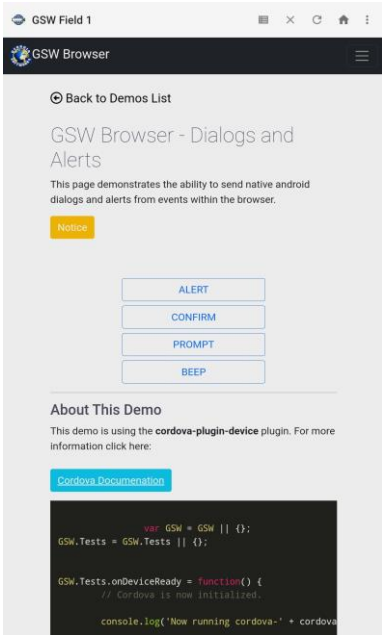 GSW Field 1
GSW Browser
Back to Demos List
GSW Browser - Dialogs and
Alerts
This page demonstrates the ability to send native android
dialogs and alerts from events within the browser.
Notice
ALERT
CONFIRM
PROMPT
BEEP
About This Demo
This demo is using the cordova-plugin-device plugin. For more
information click here:
Cordova Documenation
var GSW = GSW || {};
GSW.Tests = GSW.Tests || {};
GSW.Tests.onDeviceReady = function() {
// Cordova is now initialized.
console.log('Now running cordova-' + cordova